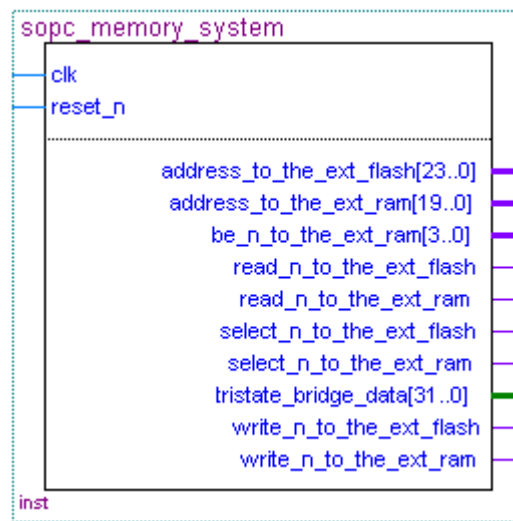 sopc_memory_system
clk
reset_n
address_to_the_ext_flash[23..0]
address_to_the_ext_ram[19..0]
be_n_to_the_ext_ram[3..0]
read_n_to_the_ext_flash
read_n_to_the_ext_ram
select_n_to_the_ext_flash
select_n_to_the_ext_ram
tristate_bridge_data[31..0]
write_n_to_the_ext_flash
write_n_to_the_ext_ram
inst